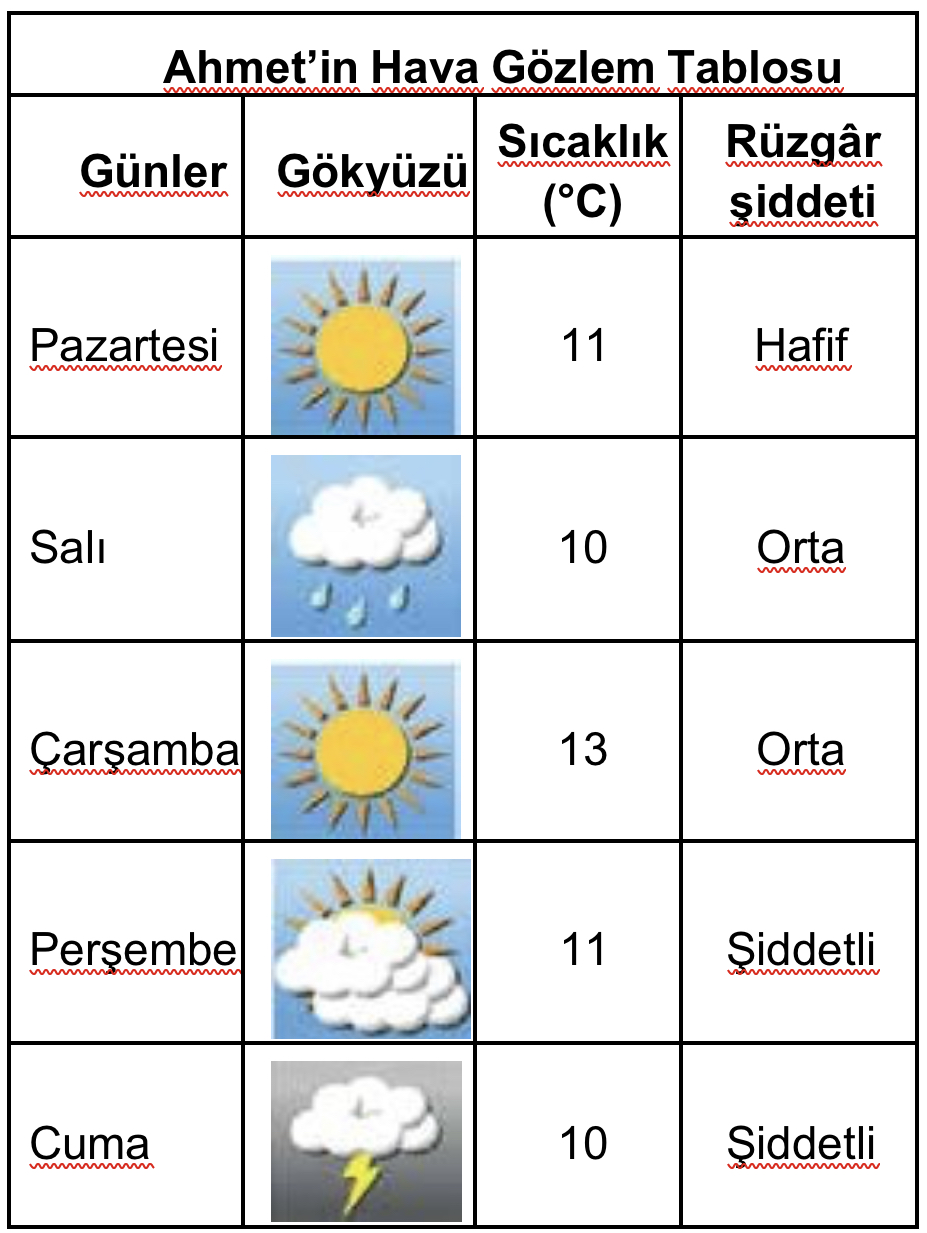 Ahmet’in Hava Gözlem Tablosu
Günler Gökyüzü Sıcaklık (°C) Rüzgâr şiddeti
Pazartesi 11 Hafif
Salı 10 Orta
Çarşamba 13 Orta
Perşembe 11 Şiddetli
Cuma 10 Şiddetli